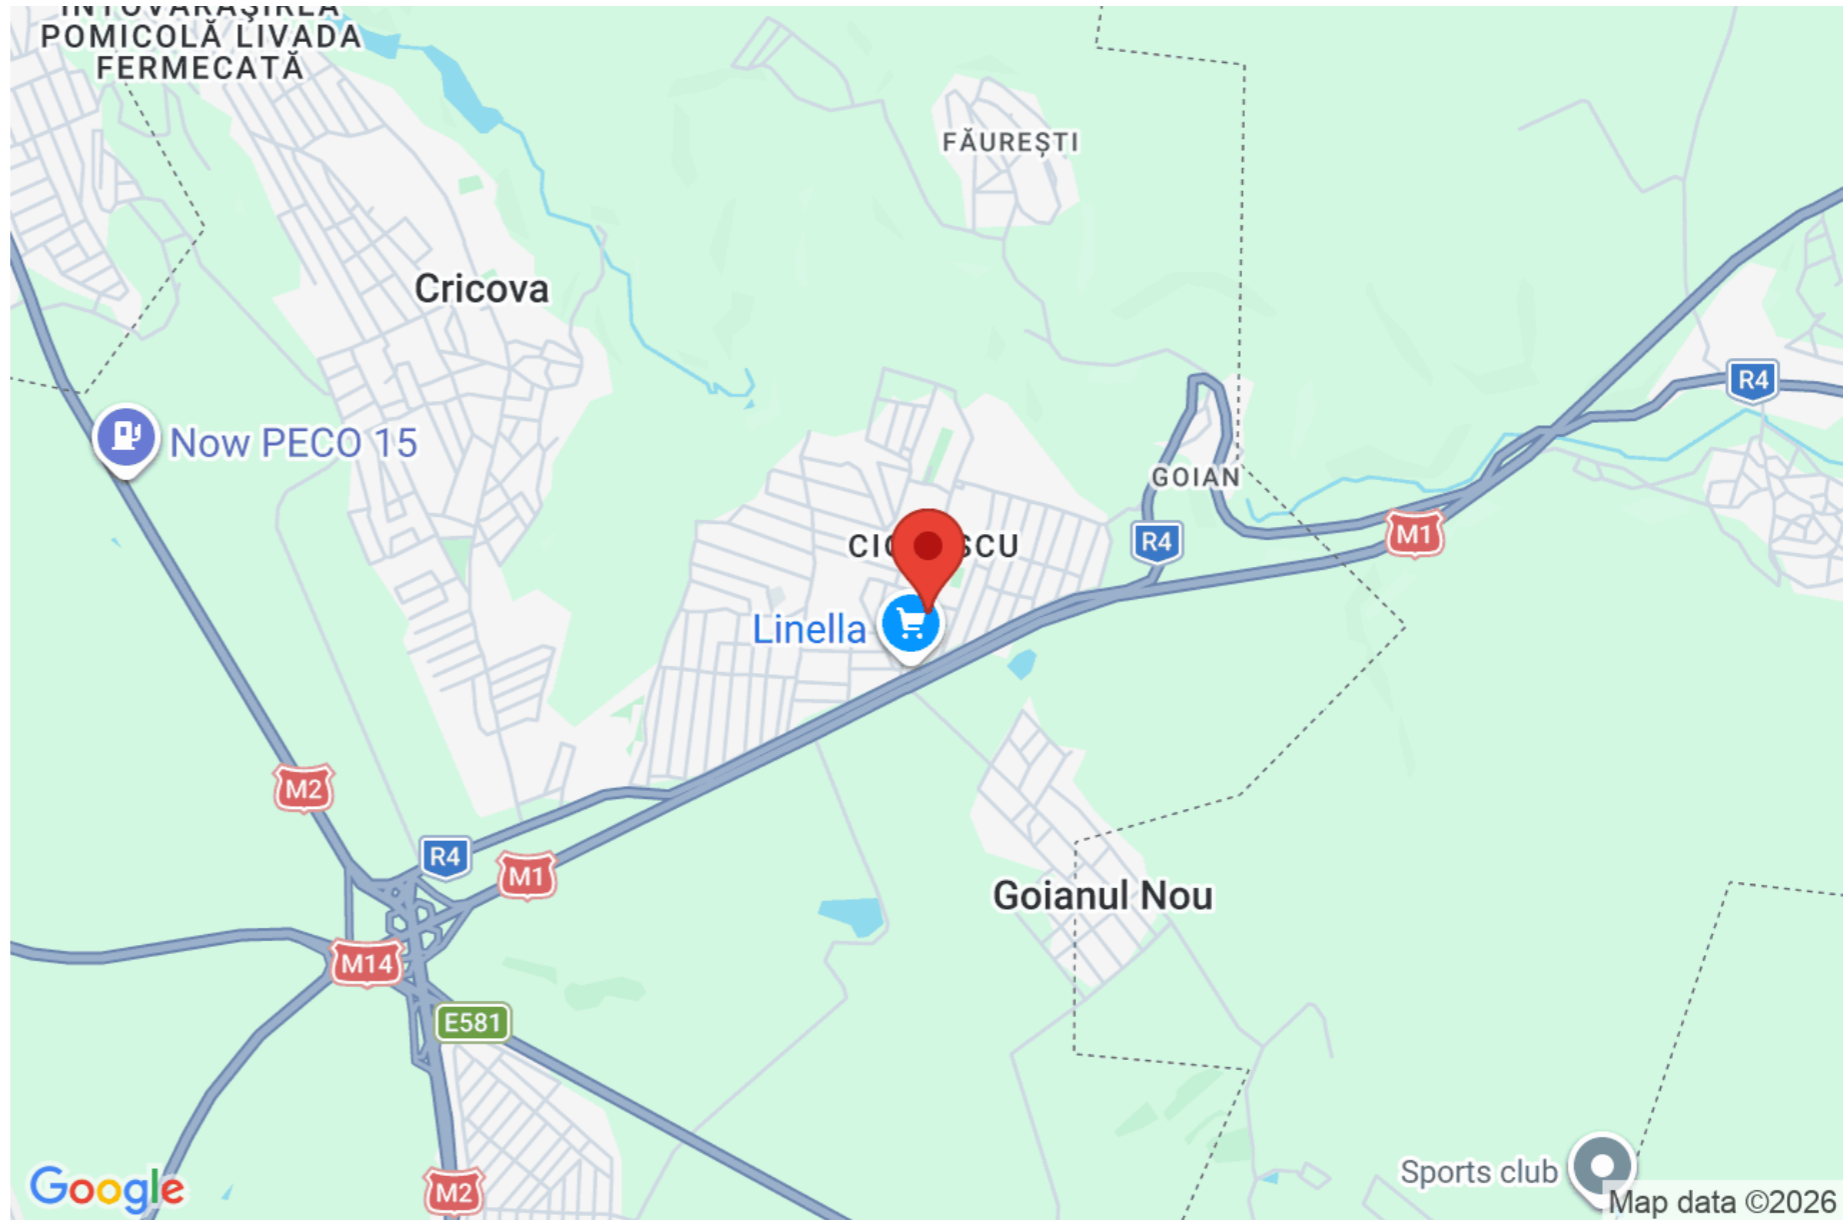 POMICOLĂ LIVADA
FERMECATĂ
FĂUREȘTI
Cricova
R4
Now PECO 15
GOIAN
M1
R4
Linella
M2
R4
M1
Goianul Nou
M14
E581
Sports club
Google
M2
Map data ©2026